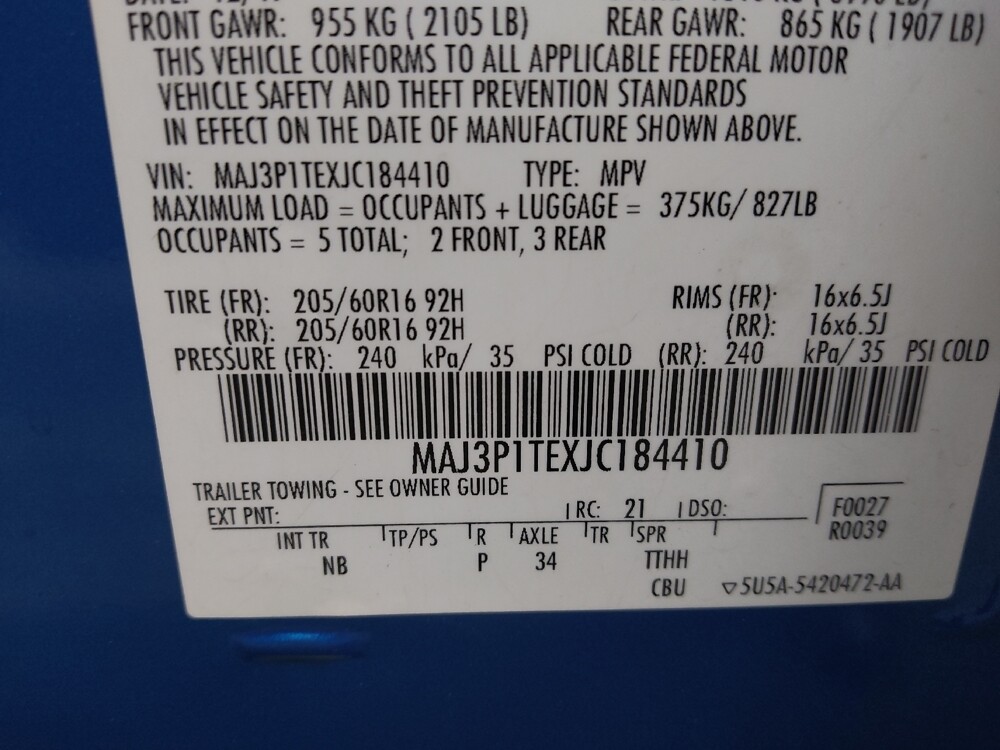 FRONT GAWR: 955 KG ( 2105 LB) REAR GAWR: 865 KG ( 1907 LB)
THIS VEHICLE CONFORMS TO ALL APPLICABLE FEDERAL MOTOR
VEHICLE SAFETY AND THEFT PREVENTION STANDARDS
IN EFFECT ON THE DATE OF MANUFACTURE SHOWN ABOVE.
VIN: MAJ3P1TEXJC184410 TYPE: MPV
MAXIMUM LOAD = OCCUPANTS + LUGGAGE = 375KG/ 827LB
OCCUPANTS = 5 TOTAL; 2 FRONT, 3 REAR
TIRE (FR): 205/60R16 92H RIMS (FR): 16x6.5J
(RR): 205/60R16 92H (RR): 16x6.5J
PRESSURE (FR): 240 kPa/ 35 PSI COLD (RR): 240 kPa/ 35 PSI COLD
MAJ3P1TEXJC184410
TRAILER TOWING - SEE OWNER GUIDE
EXT PNT: RC: 21 DSO: F0027
INT TR TP/PS R AXLE TR SPR R0039
NB P 34 TTHH
CBU ▽5U5A-5420472-AA